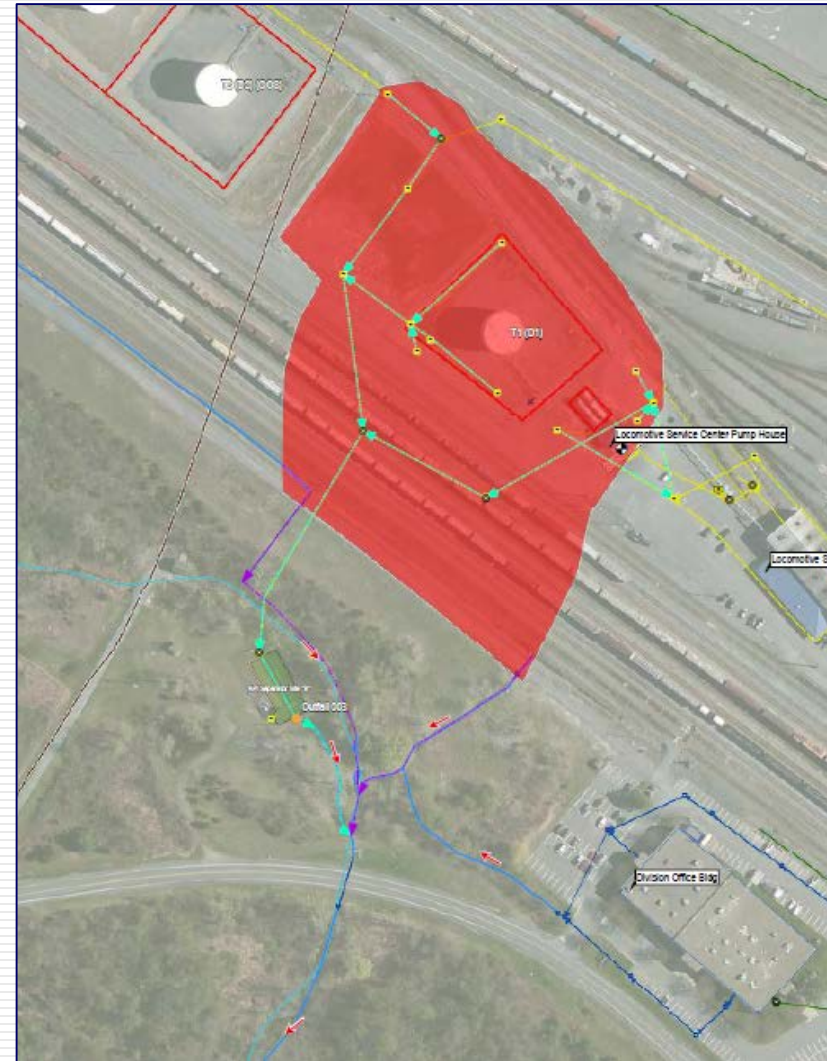 T1 (D1)
Locomotive Service Center Pump House
Locomotive S
Outfall 003
Division Office Bldg